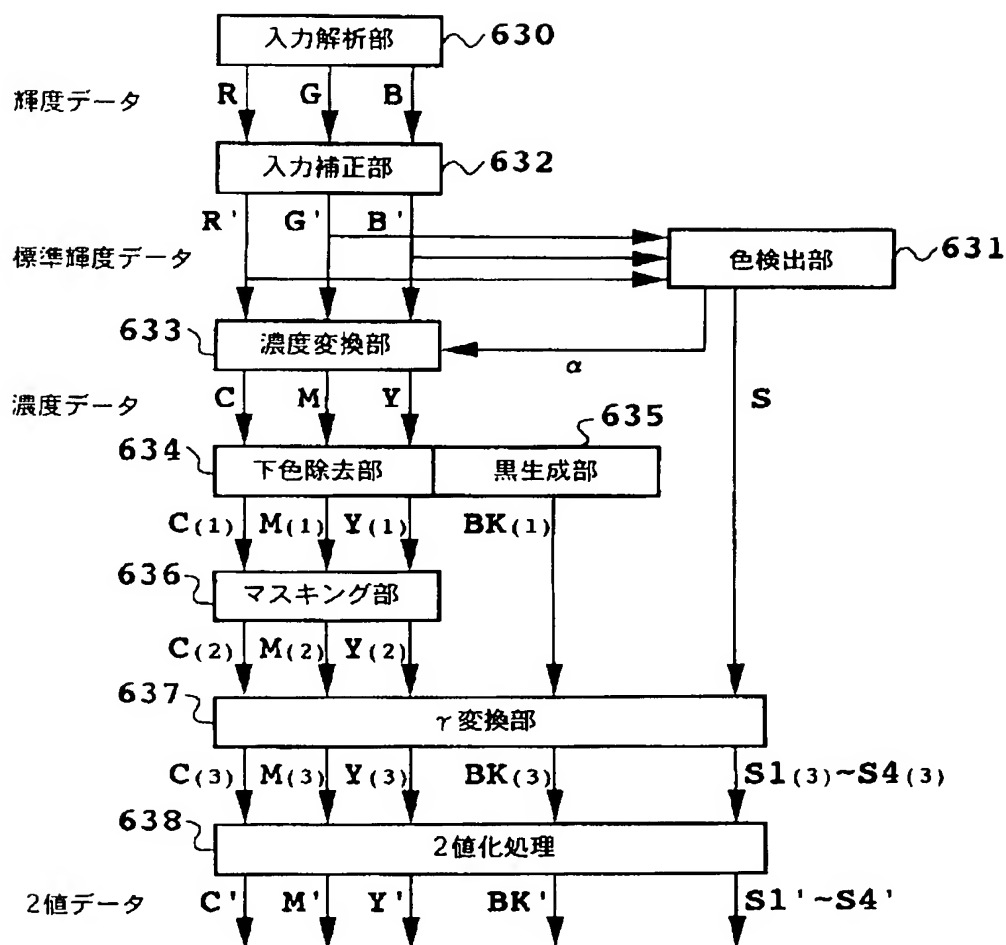 入力解析部 630
輝度データ R G B
入力補正部 632
R' G' B'
標準輝度データ 色検出部 631
633 濃度変換部 α
濃度データ C M Y S
635
634 下色除去部 黒生成部
C(1) M(1) Y(1) BK(1)
636 マスキング部
C(2) M(2) Y(2)
637 γ変換部
C(3) M(3) Y(3) BK(3) S1(3)~S4(3)
638 2値化処理
2値データ C' M' Y' BK' S1'~S4'